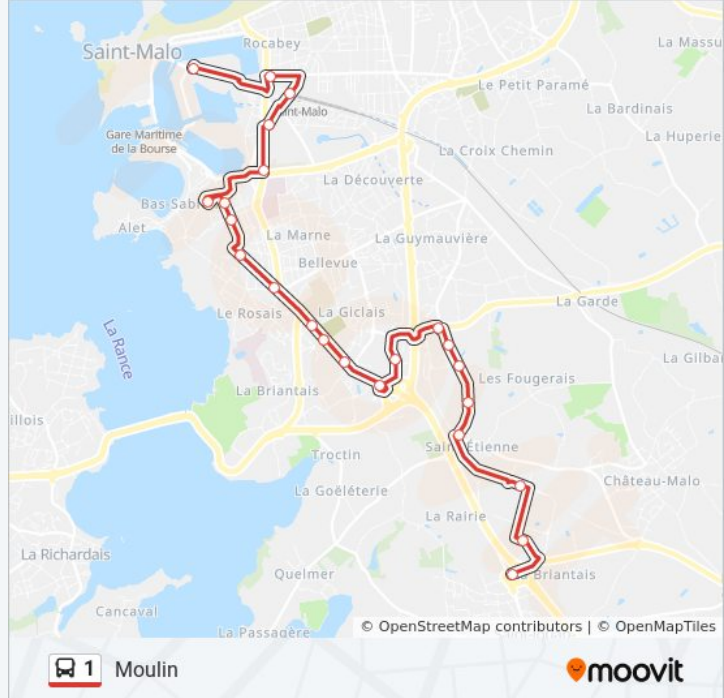 Saint-Malo
Rocabey
La Massu
Le Petit Paramé
La Bardinais
int-Malo
Gare Maritime
de la Bourse
La Huperie
La Croix Chemin
La Découverte
Bas Sab
Alet
La Marne
La Guymauvière
Bellevue
La Garde
Le Rosais
La Giclais
La Rance
La Gilba
La Briantais
Les Fougerais
illois
Saint-Étienne
Troctin
Château-Malo
La Goëléterie
La Rairie
La Richardais
Quelmer
La Briantais
Cancaval
La Passagère
© OpenStreetMap contributors | © OpenMapTiles
1 Moulin
moovit